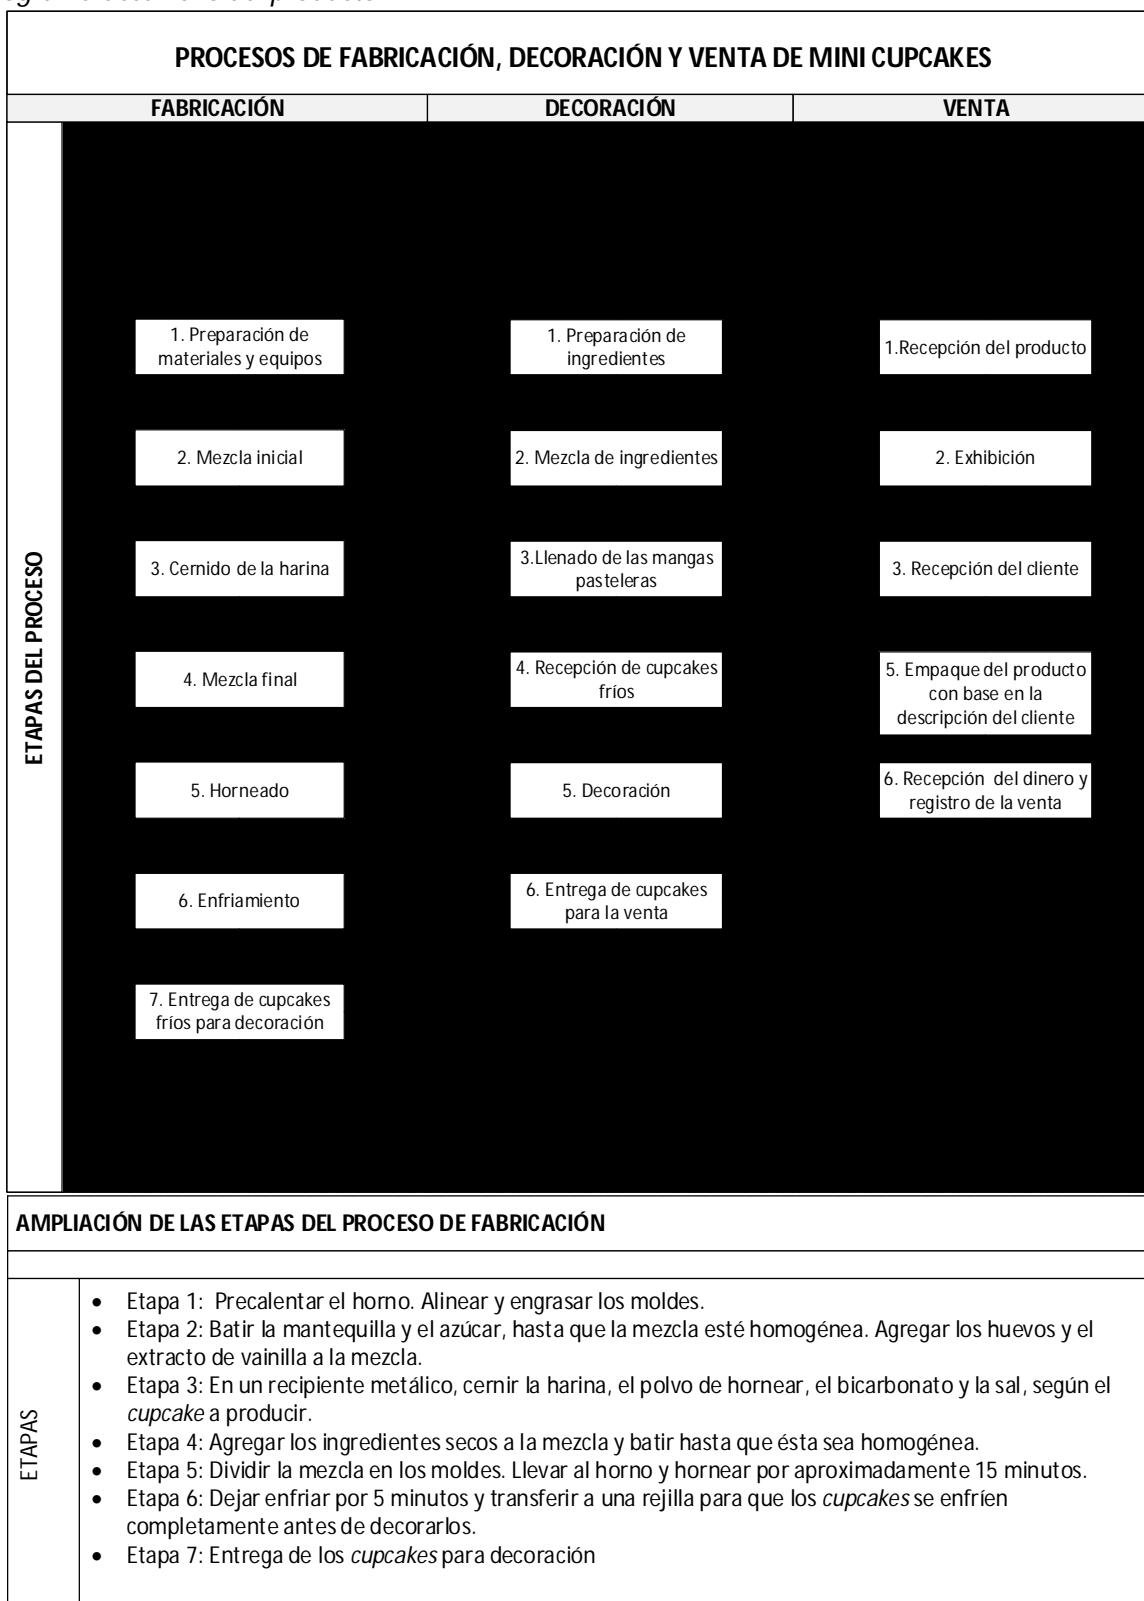 PROCESOS DE FABRICACIÓN, DECORACIÓN Y VENTA DE MINI CUPCAKES
FABRICACIÓN
DECORACIÓN
VENTA
ETAPAS DEL PROCESO
1. Preparación de
materiales y equipos
2. Mezcla inicial
3. Cernido de la harina
4. Mezcla final
5. Horneado
6. Enfriamiento
7. Entrega de cupcakes
fríos para decoración
1. Preparación de
ingredientes
2. Mezcla de ingredientes
3.Llenado de las mangas
pasteleras
4. Recepción de cupcakes
fríos
5. Decoración
6. Entrega de cupcakes
para la venta
1.Recepción del producto
2. Exhibición
3. Recepción del cliente
5. Empaque del producto
con base en la
descripción del cliente
6. Recepción del dinero y
registro de la venta
AMPLIACIÓN DE LAS ETAPAS DEL PROCESO DE FABRICACIÓN
ETAPAS
• Etapa 1: Precalentar el horno. Alinear y engrasar los moldes.
• Etapa 2: Batir la mantequilla y el azúcar, hasta que la mezcla esté homogénea. Agregar los huevos y el
extracto de vainilla a la mezcla.
• Etapa 3: En un recipiente metálico, cernir la harina, el polvo de hornear, el bicarbonato y la sal, según el
cupcake a producir.
• Etapa 4: Agregar los ingredientes secos a la mezcla y batir hasta que ésta sea homogénea.
• Etapa 5: Dividir la mezcla en los moldes. Llevar al horno y hornear por aproximadamente 15 minutos.
• Etapa 6: Dejar enfriar por 5 minutos y transferir a una rejilla para que los cupcakes se enfríen
completamente antes de decorarlos.
• Etapa 7: Entrega de los cupcakes para decoración